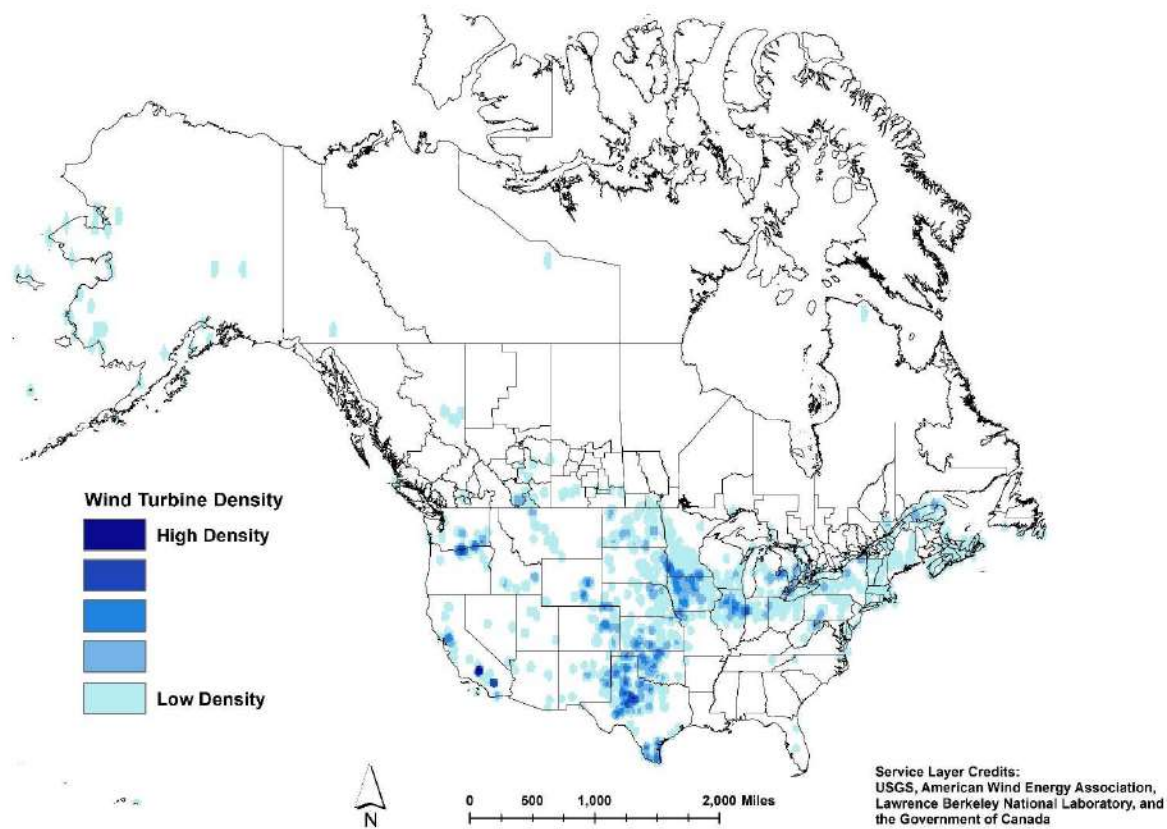 Wind Turbine Density
High Density
Low Density
N
0 500 1,000 2,000 Miles
Service Layer Credits:
USGS, American Wind Energy Association,
Lawrence Berkeley National Laboratory, and
the Government of Canada